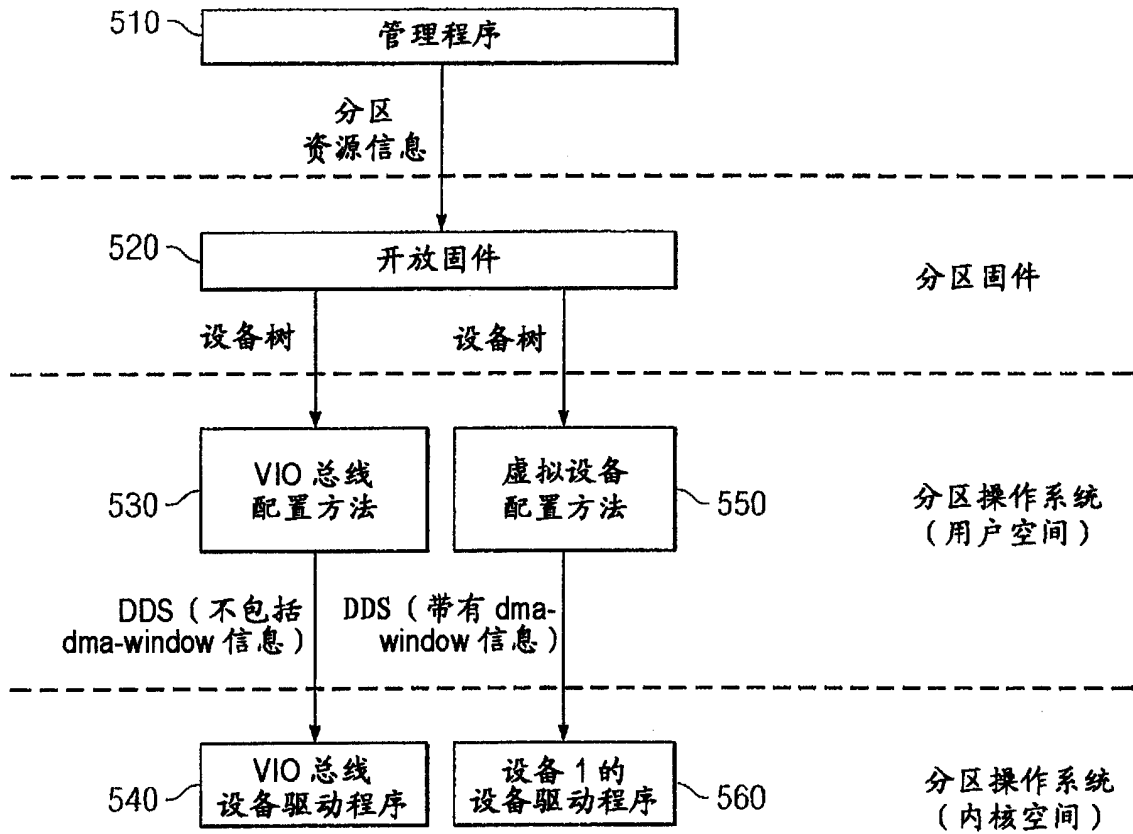 510
管理程序
分区
资源信息
520
开放固件
分区固件
设备树
设备树
530
VIO 总线
配置方法
虚拟设备
配置方法
550
分区操作系统
(用户空间)
DDS (不包括
dma-window 信息)
DDS (带有 dma-
window 信息)
540
VIO 总线
设备驱动程序
设备 1 的
设备驱动程序
560
分区操作系统
(内核空间)